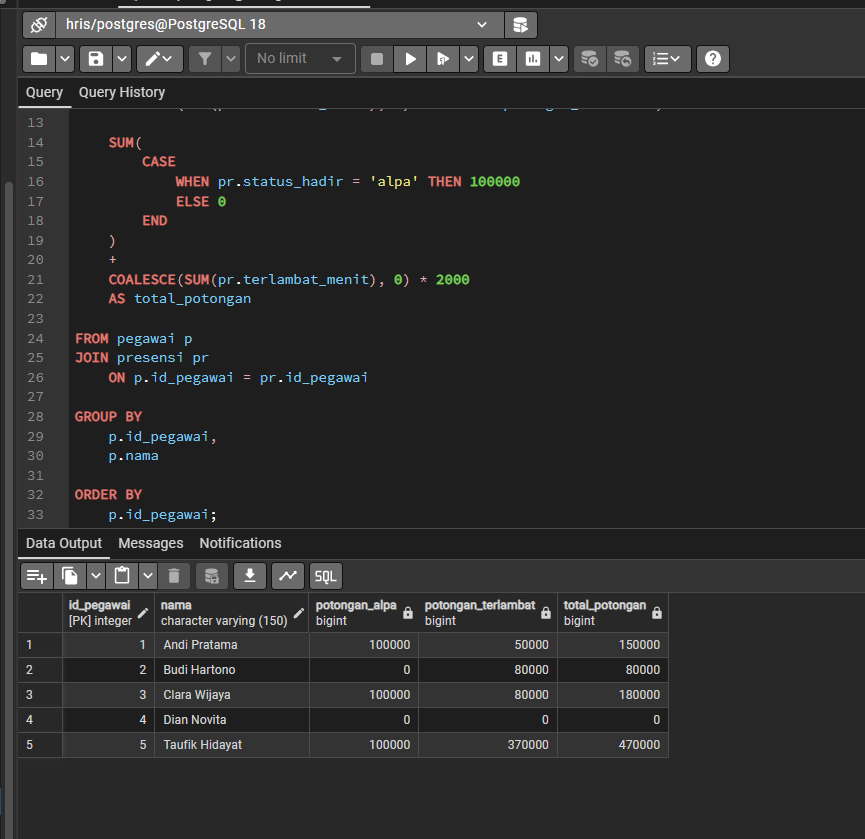 hris/postgres@PostgreSQL 18
No limit
E
Query Query History
13
14 SUM(
15 CASE
16 WHEN pr.status_hadir = 'alpa' THEN 100000
17 ELSE 0
18 END
19 )
20 +
21 COALESCE(SUM(pr.terlambat_menit), 0) * 2000
22 AS total_potongan
23
24 FROM pegawai p
25 JOIN presensi pr
26 ON p.id_pegawai = pr.id_pegawai
27
28 GROUP BY
29 p.id_pegawai,
30 p.nama
31
32 ORDER BY
33 p.id_pegawai;
Data Output Messages Notifications
SQL
id_pegawai nama potongan_alpa potongan_terlambat total_potongan
[PK] integer character varying (150) bigint bigint bigint
1 1 Andi Pratama 100000 50000 150000
2 2 Budi Hartono 0 80000 80000
3 3 Clara Wijaya 100000 80000 180000
4 4 Dian Novita 0 0 0
5 5 Taufik Hidayat 100000 370000 470000